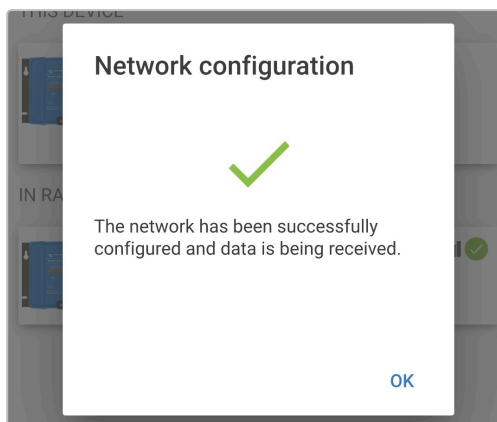 THIS DEVICE
Network configuration
IN RA
The network has been successfully
configured and data is being received.
OK